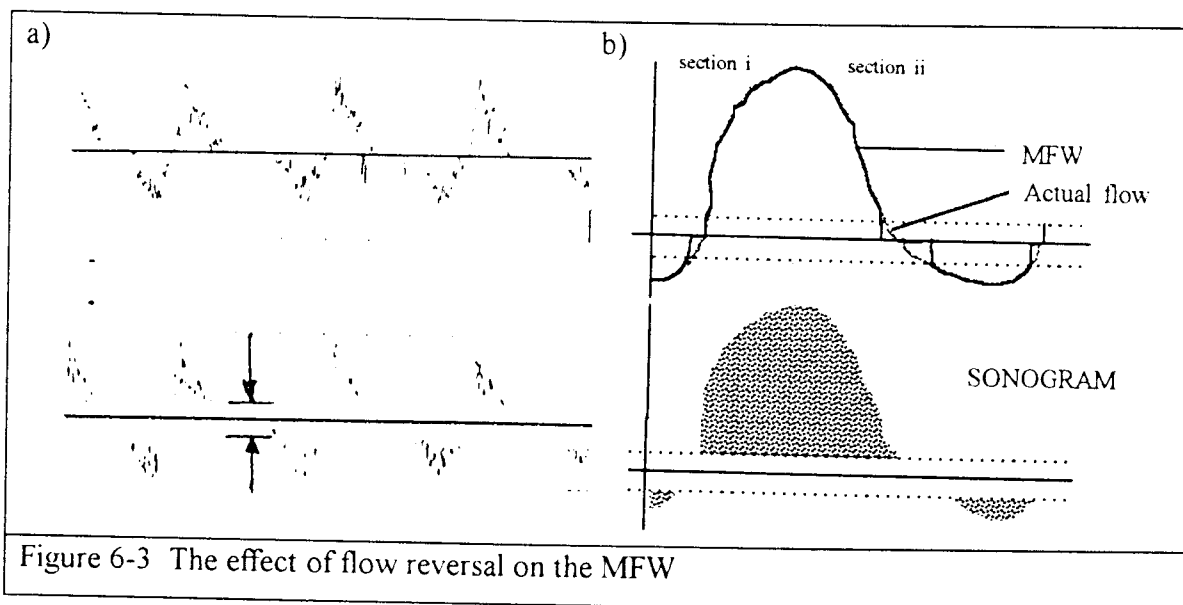 a)
b)
section i
section ii
MFW
Actual flow
SONOGRAM
Figure 6-3 The effect of flow reversal on the MFW